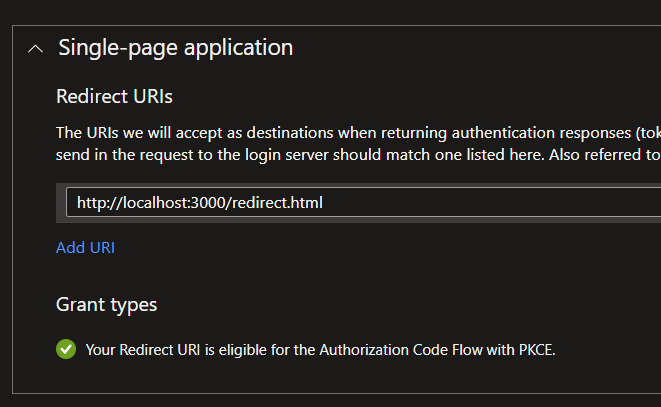 Single-page application
Redirect URIs
The URIs we will accept as destinations when returning authentication responses (tok
send in the request to the login server should match one listed here. Also referred to
http://localhost:3000/redirect.html
Add URI
Grant types
Your Redirect URI is eligible for the Authorization Code Flow with PKCE.